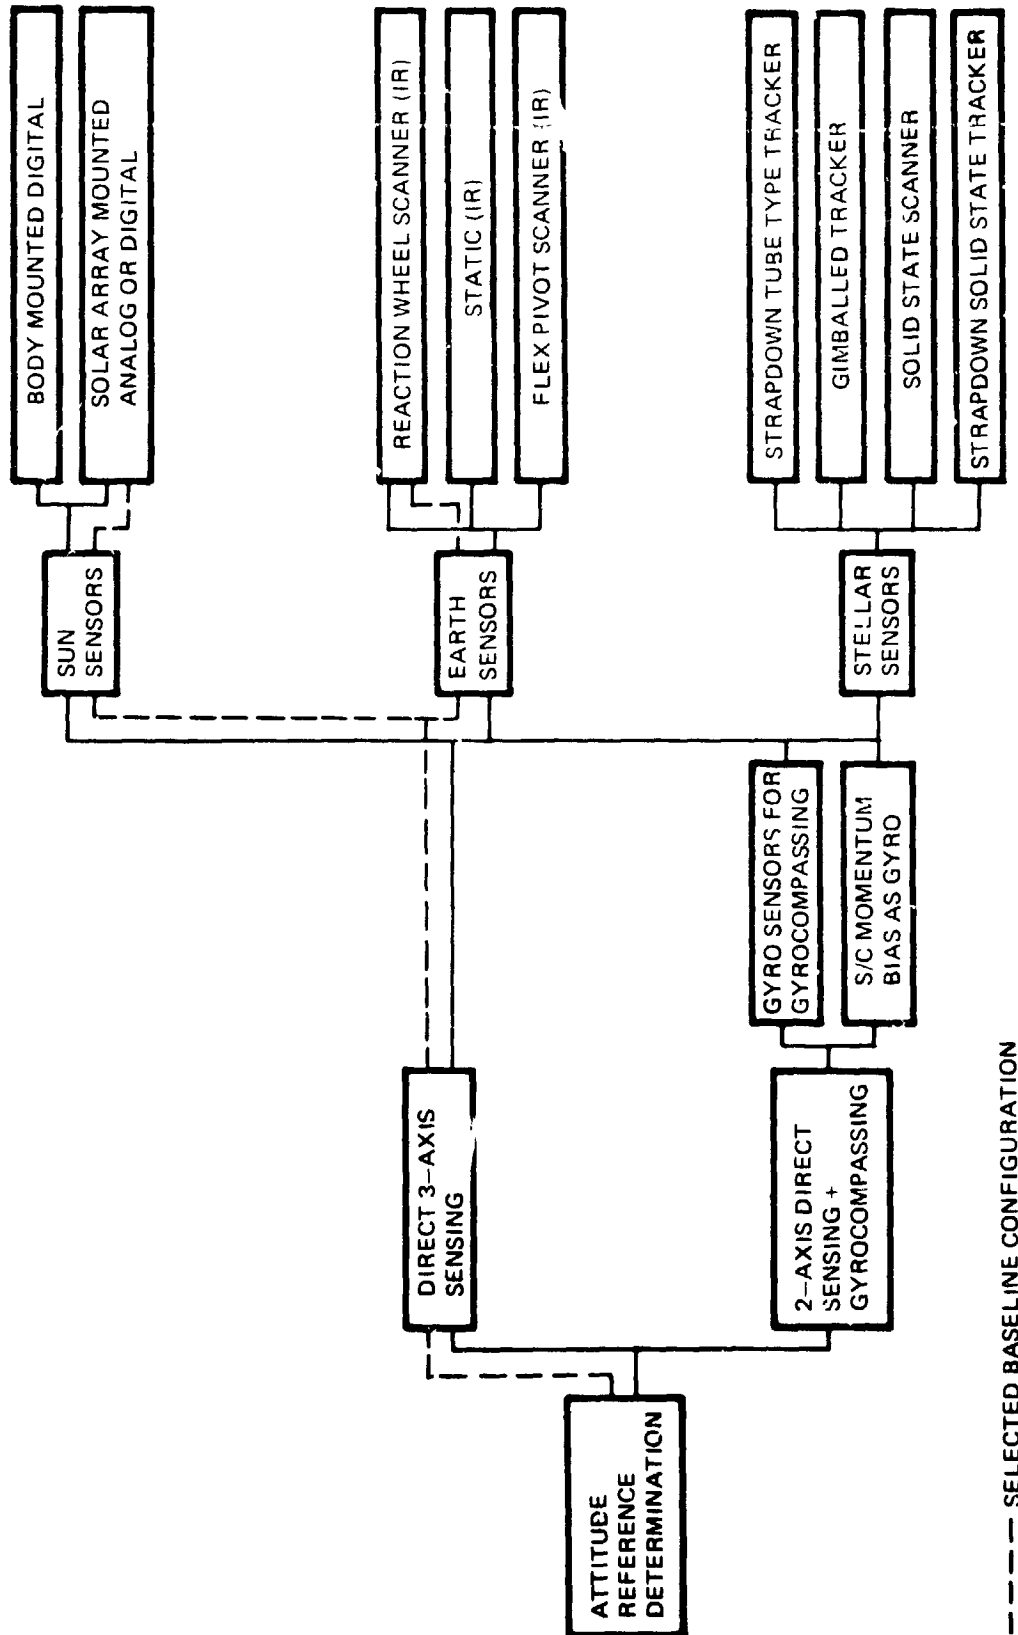 ATTITUDE
REFERENCE
DETERMINATION
DIRECT 3-AXIS
SENSING
2-AXIS DIRECT
SENSING +
GYROCOMPASSING
GYRO SENSORS FOR
GYROCOMPASSING
S/C MOMENTUM
BIAS AS GYRO
SUN
SENSORS
EARTH
SENSORS
STELLAR
SENSORS
BODY MOUNTED DIGITAL
SOLAR ARRAY MOUNTED
ANALOG OR DIGITAL
REACTION WHEEL SCANNER (IR)
STATIC (IR)
FLEX PIVOT SCANNER (IR)
STRAPDOWN TUBE TYPE TRACKER
GIMBALLED TRACKER
SOLID STATE SCANNER
STRAPDOWN SOLID STATE TRACKER
SELECTED BASELINE CONFIGURATION